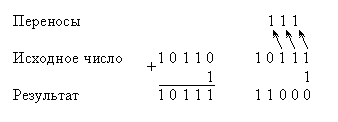 Переносы 1 1 1
Исходное число 1 0 1 1 0 1 0 1 1 1
+ 1 1
Результат 1 0 1 1 1 1 1 0 0 0